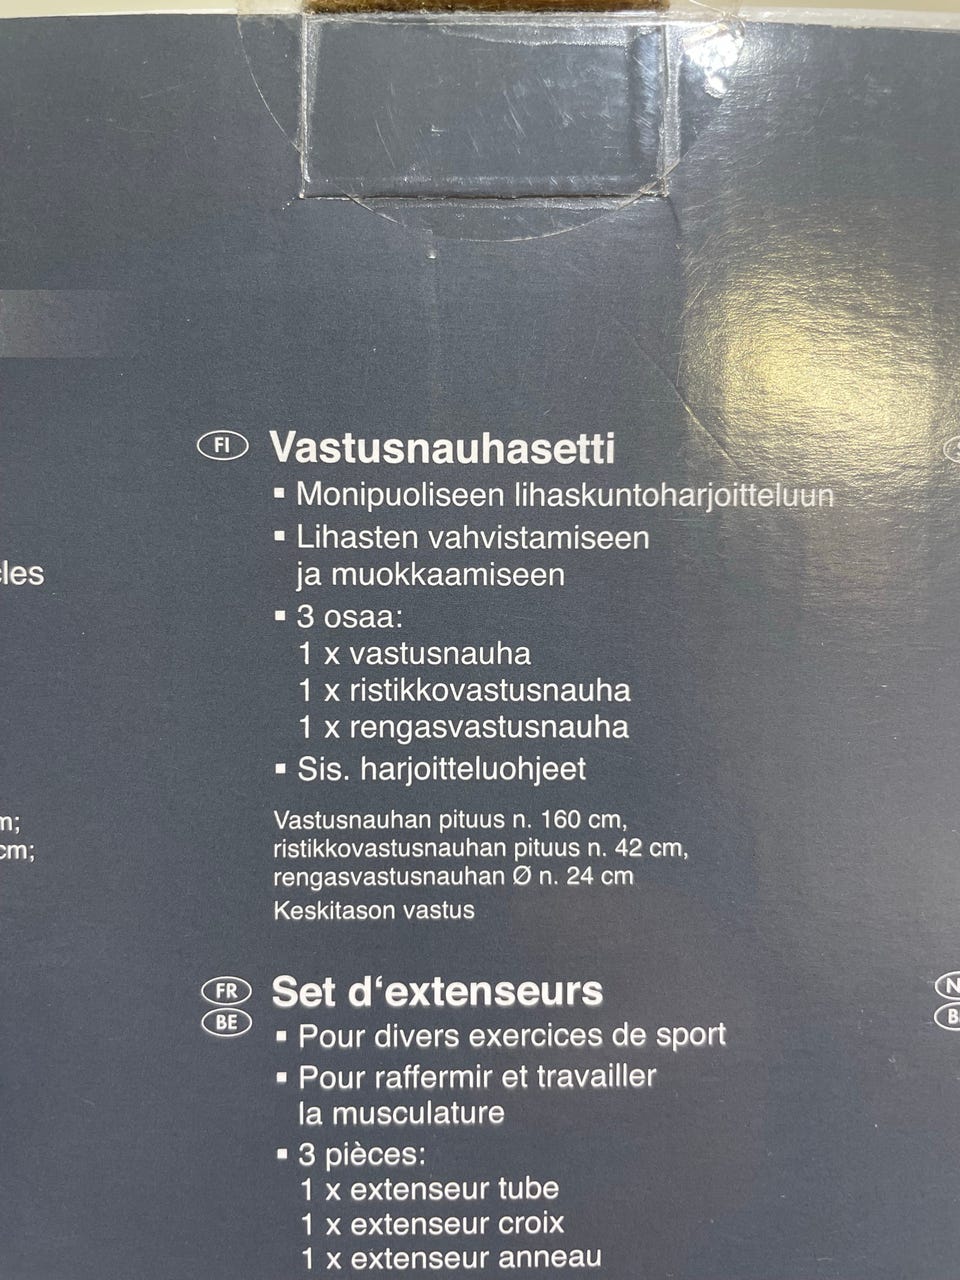 FI
Vastusnauhasetti
▪ Monipuoliseen lihaskuntoharjoitteluun
▪ Lihasten vahvistamiseen
ja muokkaamiseen
▪ 3 osaa:
1 x vastusnauha
1 x ristikkovastusnauha
1 x rengasvastusnauha
▪ Sis. harjoitteluohjeet
Vastusnauhan pituus n. 160 cm,
ristikkovastusnauhan pituus n. 42 cm,
rengasvastusnauhan Ø n. 24 cm
Keskitason vastus
cm;
FR
BE
Set d‘extenseurs
▪ Pour divers exercices de sport
▪ Pour raffermir et travailler
la musculature
▪ 3 pièces:
1 x extenseur tube
1 x extenseur croix
1 x extenseur anneau